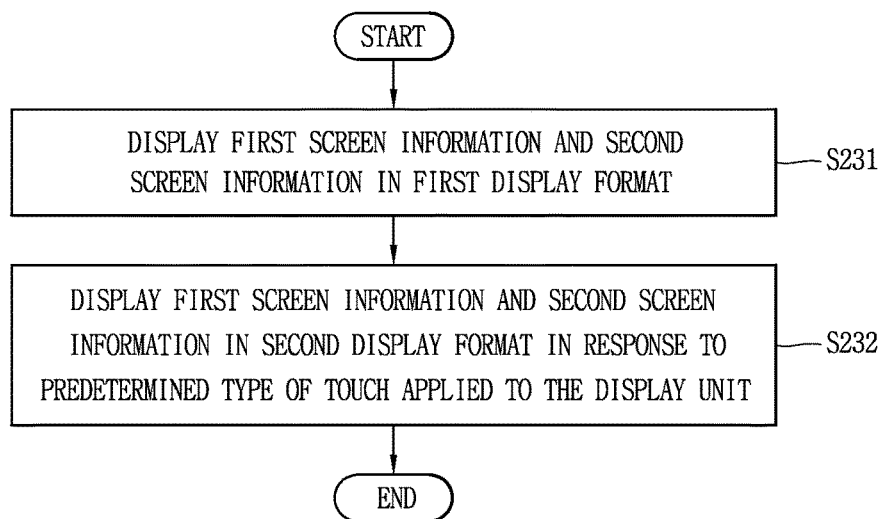 START
DISPLAY FIRST SCREEN INFORMATION AND SECOND
SCREEN INFORMATION IN FIRST DISPLAY FORMAT
S231
DISPLAY FIRST SCREEN INFORMATION AND SECOND SCREEN
INFORMATION IN SECOND DISPLAY FORMAT IN RESPONSE TO
PREDETERMINED TYPE OF TOUCH APPLIED TO THE DISPLAY UNIT
S232
END